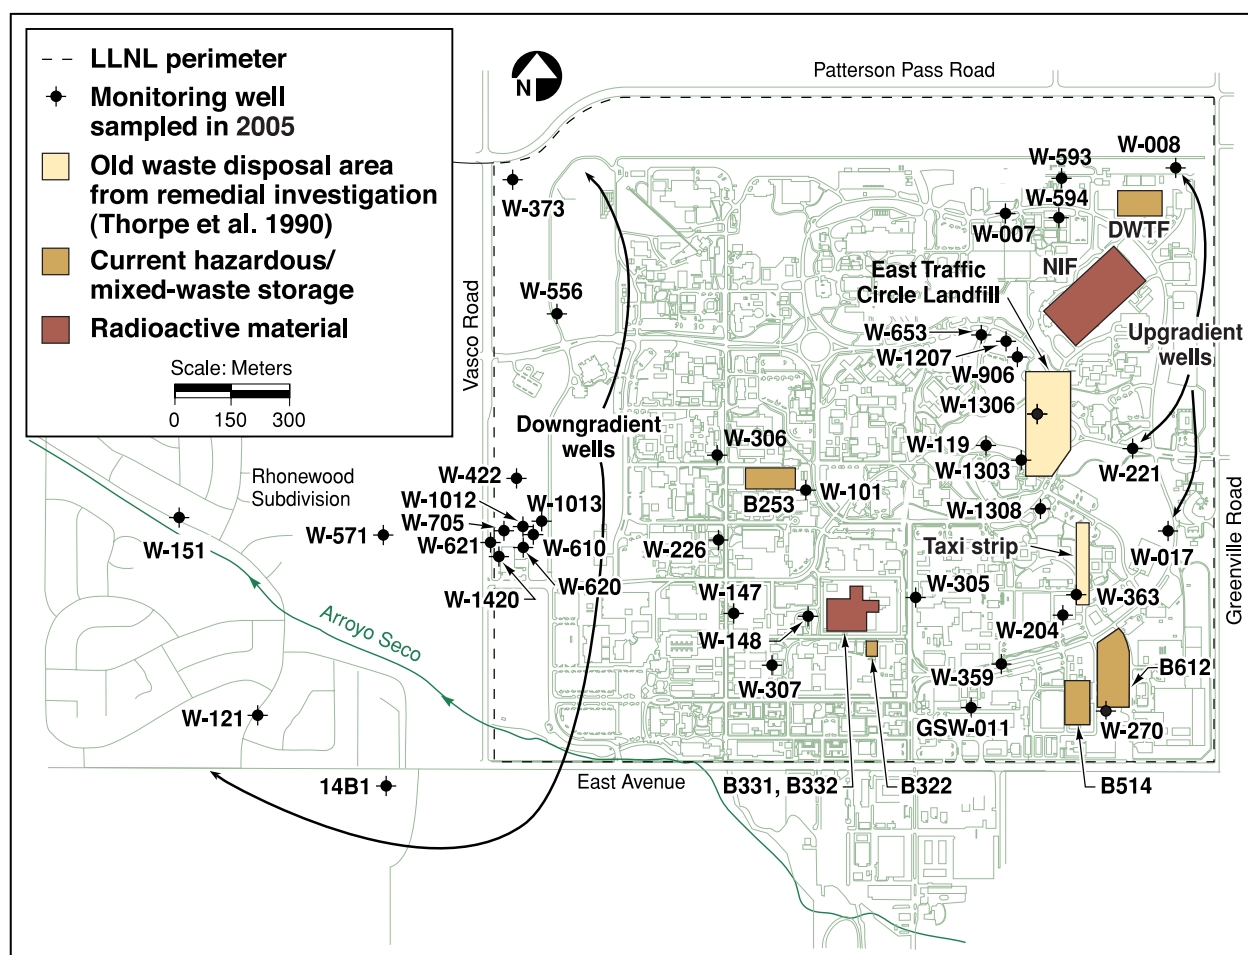 LLNL perimeter
Monitoring well
sampled in 2005
Old waste disposal area
from remedial investigation
(Thorpe et al. 1990)
Current hazardous/
mixed-waste storage
Radioactive material
Scale: Meters
0 150 300
N
Patterson Pass Road
Vasco Road
Greenville Road
East Avenue
W-008
W-593
W-373
W-594
W-007
DWTF
NIF
East Traffic
Circle Landfill
W-556
W-653
W-1207
W-906
Upgradient
wells
W-1306
Downgradient
wells
W-306
W-119
W-1303
W-221
Rhonewood
Subdivision
W-422
W-1012
W-1013
W-705
W-101
B253
W-1308
W-571
W-621
W-610
W-226
W-151
W-017
Taxi strip
W-620
W-1420
W-147
W-305
W-363
Arroyo Seco
W-148
W-204
W-307
W-359
B612
W-121
GSW-011
W-270
14B1
B331, B332
B322
B514